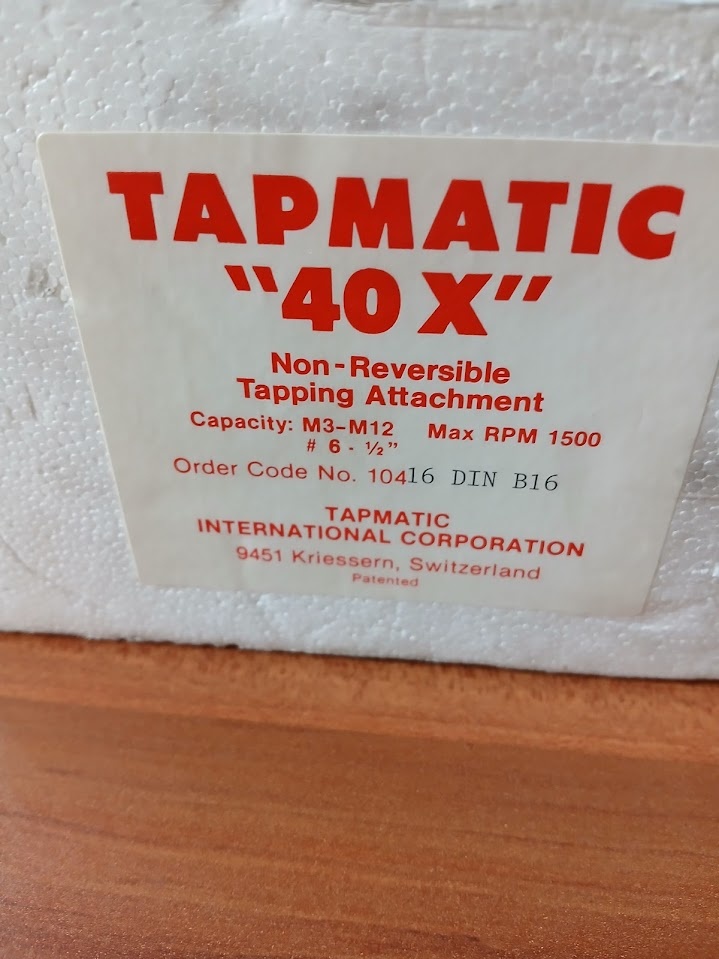 TAPMATIC
"40 X"
Non-Reversible
Tapping Attachment
Capacity: M3-M12 Max RPM 1500
# 6 - ½"
Order Code No. 10416 DIN B16
TAPMATIC
INTERNATIONAL CORPORATION
9451 Kriessern, Switzerland
Patented